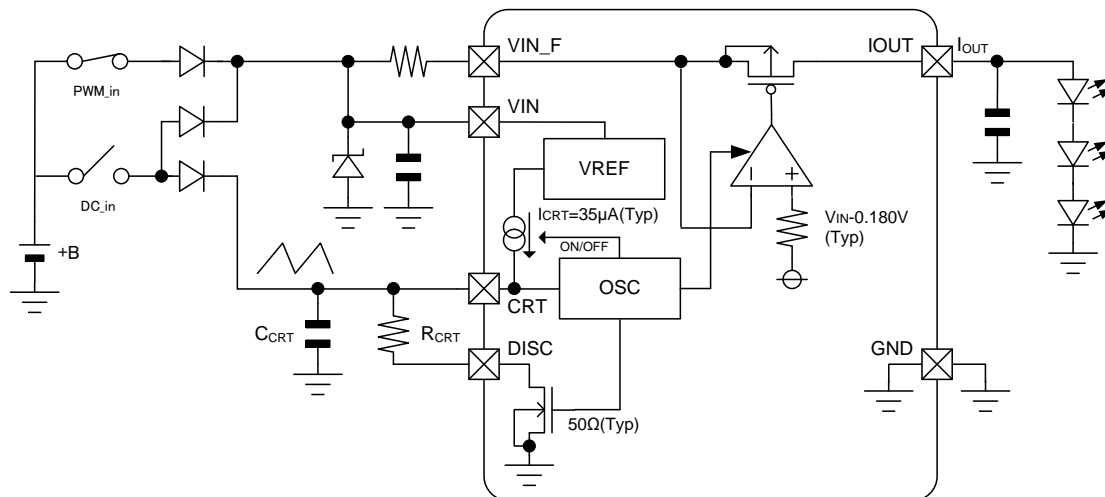 VIN_F
IOUT
IOUT
PWM_in
VIN
VREF
DC_in
ICRT=35µA(Typ)
VIN-0.180V
(Typ)
ON/OFF
+B
OSC
CRT
CCRT
RCRT
DISC
GND
50Ω(Typ)